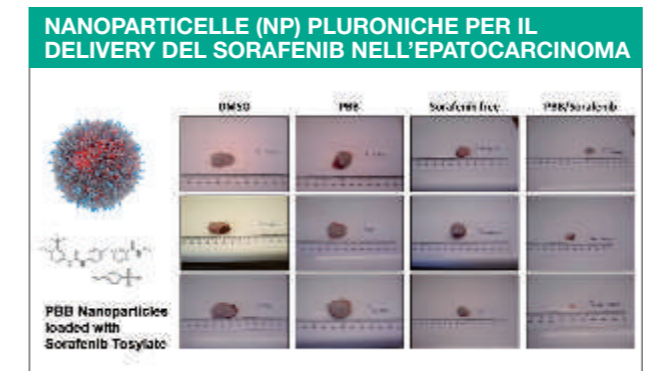 NANOPARTICELLE (NP) PLURONICHE PER IL
DELIVERY DEL SORAFENIB NELL'EPATOCARCINOMA
DMSO PBB Sorafenib free PBB/Sorafenib
PBB Nanoparticles
loaded with
Sorafenib Tosylate